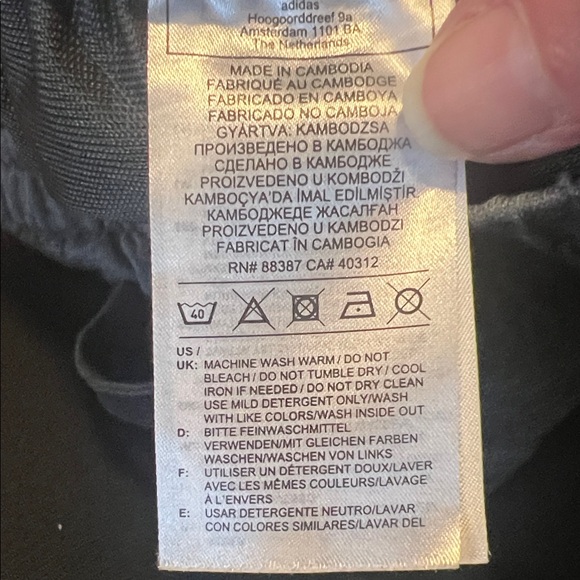 adidas
Hoogoorddreef 9a
Amsterdam 1101 BA
The Netherlands
MADE IN CAMBODIA
FABRIQUÉ AU CAMBODGE
FABRICADO EN CAMBOYA
FABRICADO NO CAMBOJA
GYÁRTVA: KAMBODZSA
ПРОИЗВЕДЕНО В КАМБОДЖА
СДЕЛАНО В КАМБОДЖЕ
PROIZVEDENO U KOMBODŽI
KAMBOÇYA'DA İMAL EDİLMİŞTİR
КАМБОДЖЕДЕ ЖАСАЛҒАН
PROIZVEDENO U KAMBODZI
FABRICAT ÎN CAMBOGIA
RN# 88387 CA# 40312
40
US /
UK: MACHINE WASH WARM / DO NOT
BLEACH / DO NOT TUMBLE DRY / COOL
IRON IF NEEDED / DO NOT DRY CLEAN
USE MILD DETERGENT ONLY/WASH
WITH LIKE COLORS/WASH INSIDE OUT
D: BITTE FEINWASCHMITTEL
VERWENDEN/MIT GLEICHEN FARBEN
WASCHEN/WASCHEN VON LINKS
F: UTILISER UN DÉTERGENT DOUX/LAVER
AVEC LES MÊMES COULEURS/LAVAGE
À L'ENVERS
E: USAR DETERGENTE NEUTRO/LAVAR
CON COLORES SIMILARES/LAVAR DEL